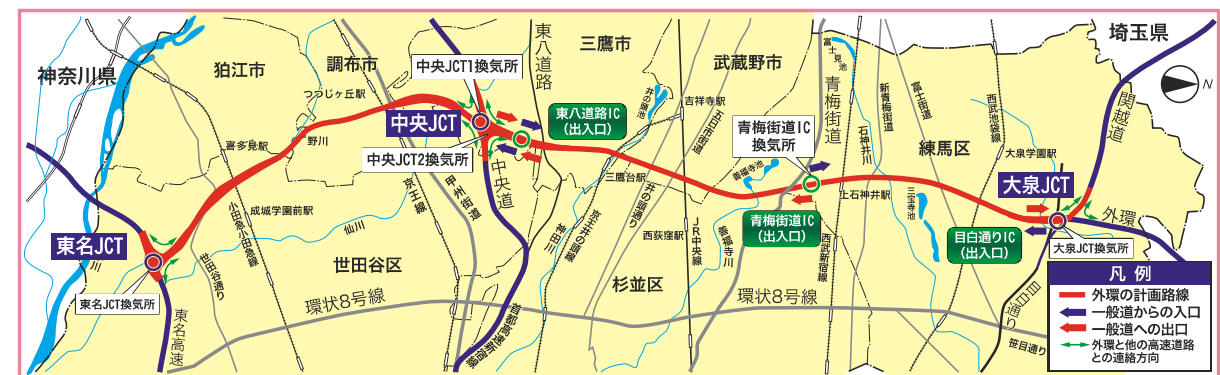 神奈川県
狛江市
調布市
中央JCT1換気所
東八道路
三鷹市
武蔵野市
富士見池
青梅街道
埼玉県
N
つつじヶ丘駅
中央JCT
東八道路IC
(出入口)
井の頭池
吉祥寺駅
五日市街道
青梅街道IC
換気所
石神井川
新青梅街道
富士街道
西武池袋線
関越道
喜多見駅
野川
中央JCT2換気所
中央道
三鷹台駅
善福寺池
練馬区
大泉学園駅
大泉JCT
京王線
甲州街道
井の頭通り
上石神井駅
三宝寺池
外環
小田急小田急線
成城学園前駅
仙川
京王井の頭線
神田川
西荻窪駅
JR中央線
善福寺川
青梅街道IC
(出入口)
西武新宿線
目白通りIC
(出入口)
大泉JCT換気所
東名JCT
川
世田谷通り
世田谷区
杉並区
東名JCT換気所
環状8号線
環状8号線
東名高速
首都高速新宿線
目白通り
笹目通り
凡例
外環の計画路線
一般道からの入口
一般道への出口
外環と他の高速道路
との連絡方向